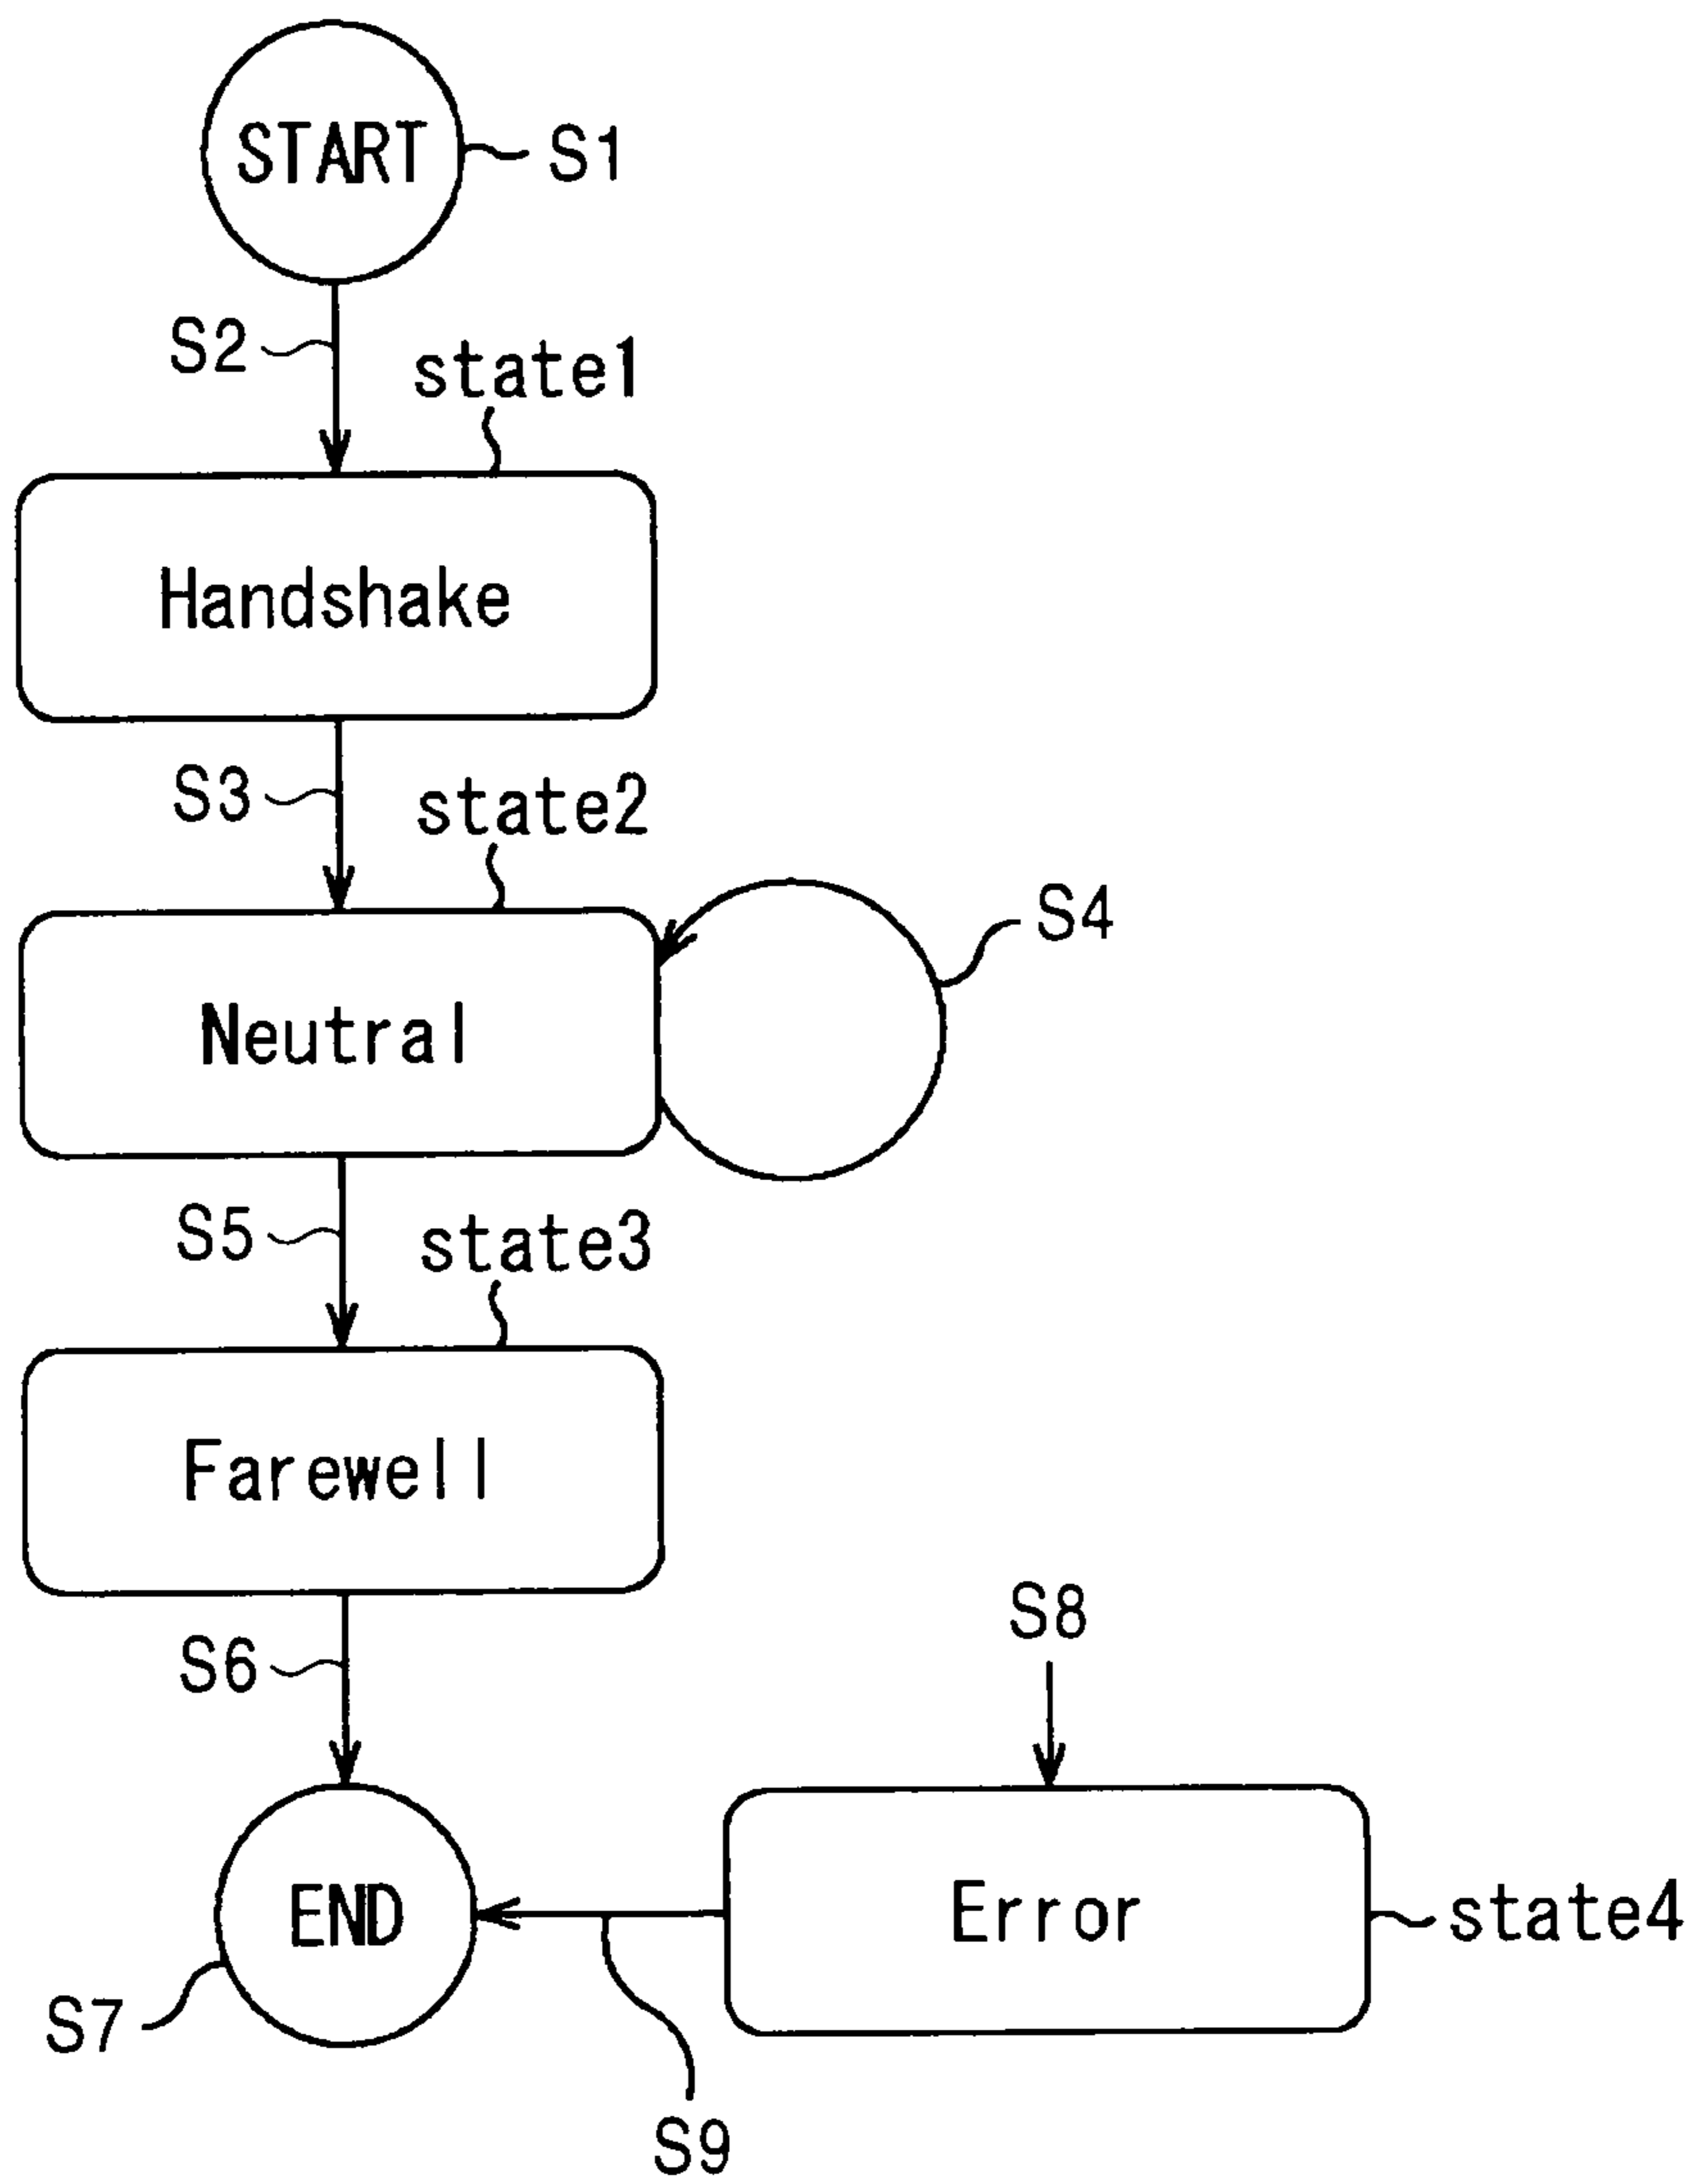 START
S1
S2
state1
Handshake
S3
state2
S4
Neutral
S5
state3
Farewell
S8
S6
END
Error
state4
S7
S9